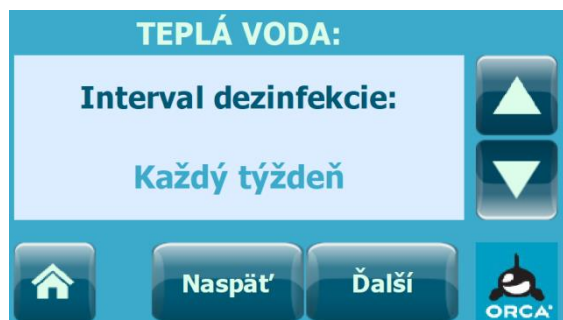 TEPLÁ VODA:
Interval dezinfekcie:
Každý týždeň
Naspäť
Ďalší
ORCA